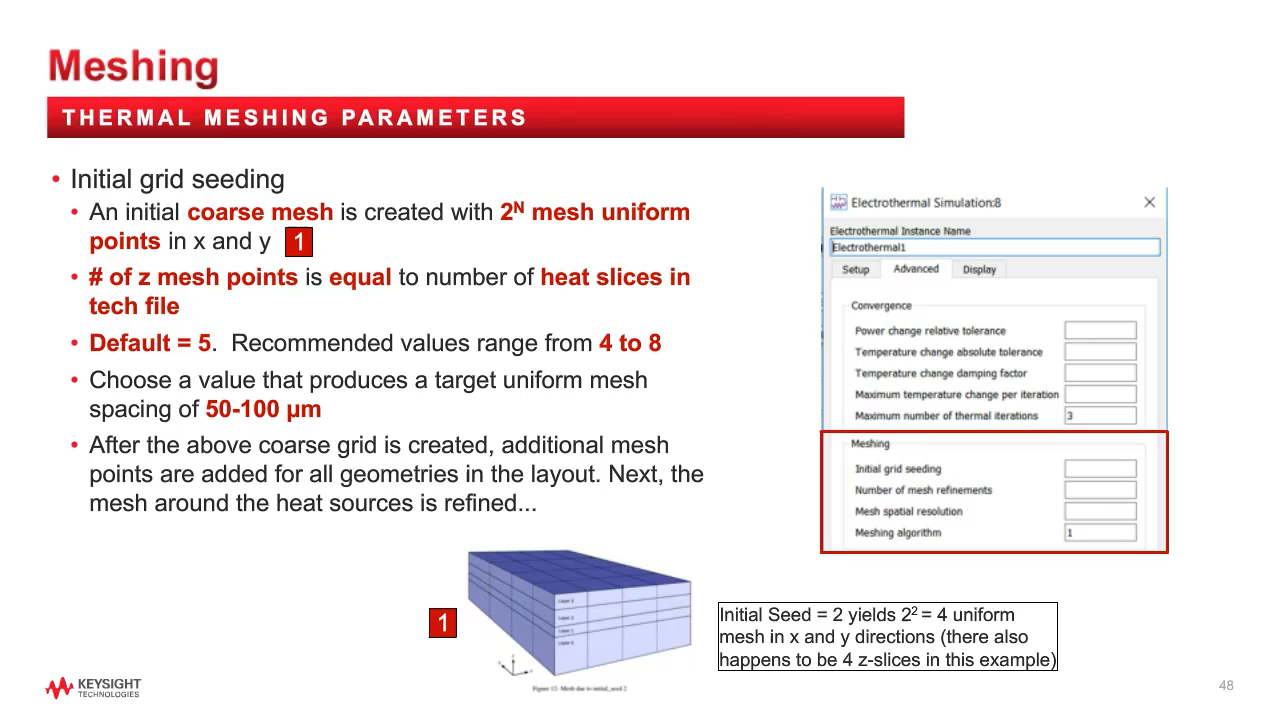 Meshing
THERMAL MESHING PARAMETERS
• Initial grid seeding
• An initial coarse mesh is created with 2ᴺ mesh uniform
points in x and y 1
• # of z mesh points is equal to number of heat slices in
tech file
• Default = 5. Recommended values range from 4 to 8
• Choose a value that produces a target uniform mesh
spacing of 50-100 µm
• After the above coarse grid is created, additional mesh
points are added for all geometries in the layout. Next, the
mesh around the heat sources is refined...
Electrothermal Simulation:8
Electrothermal Instance Name
Electrothermal1
Setup Advanced Display
Convergence
Power change relative tolerance
Temperature change absolute tolerance
Temperature change damping factor
Maximum temperature change per iteration
Maximum number of thermal iterations 3
Meshing
Initial grid seeding
Number of mesh refinements
Mesh spatial resolution
Meshing algorithm 1
1
Figure 12: Mesh due to initial_seed 2
Initial Seed = 2 yields 2² = 4 uniform
mesh in x and y directions (there also
happens to be 4 z-slices in this example)
KEYSIGHT
TECHNOLOGIES
48